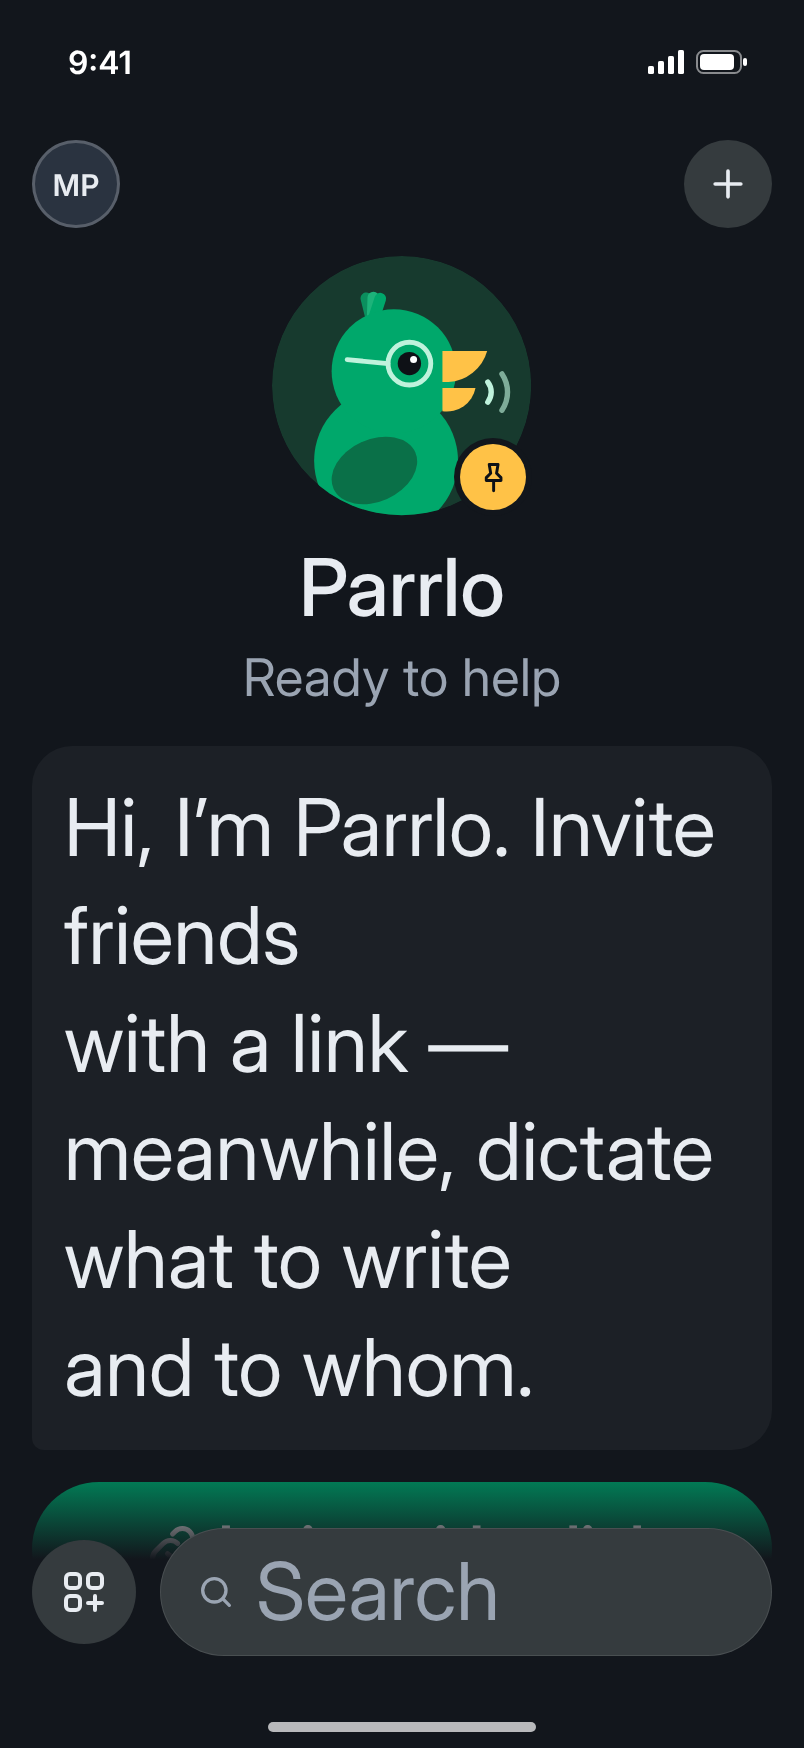 9:41
MP
Parrlo
Ready to help
Hi, I’m Parrlo. Invite
friends
with a link —
meanwhile, dictate
what to write
and to whom.
Search